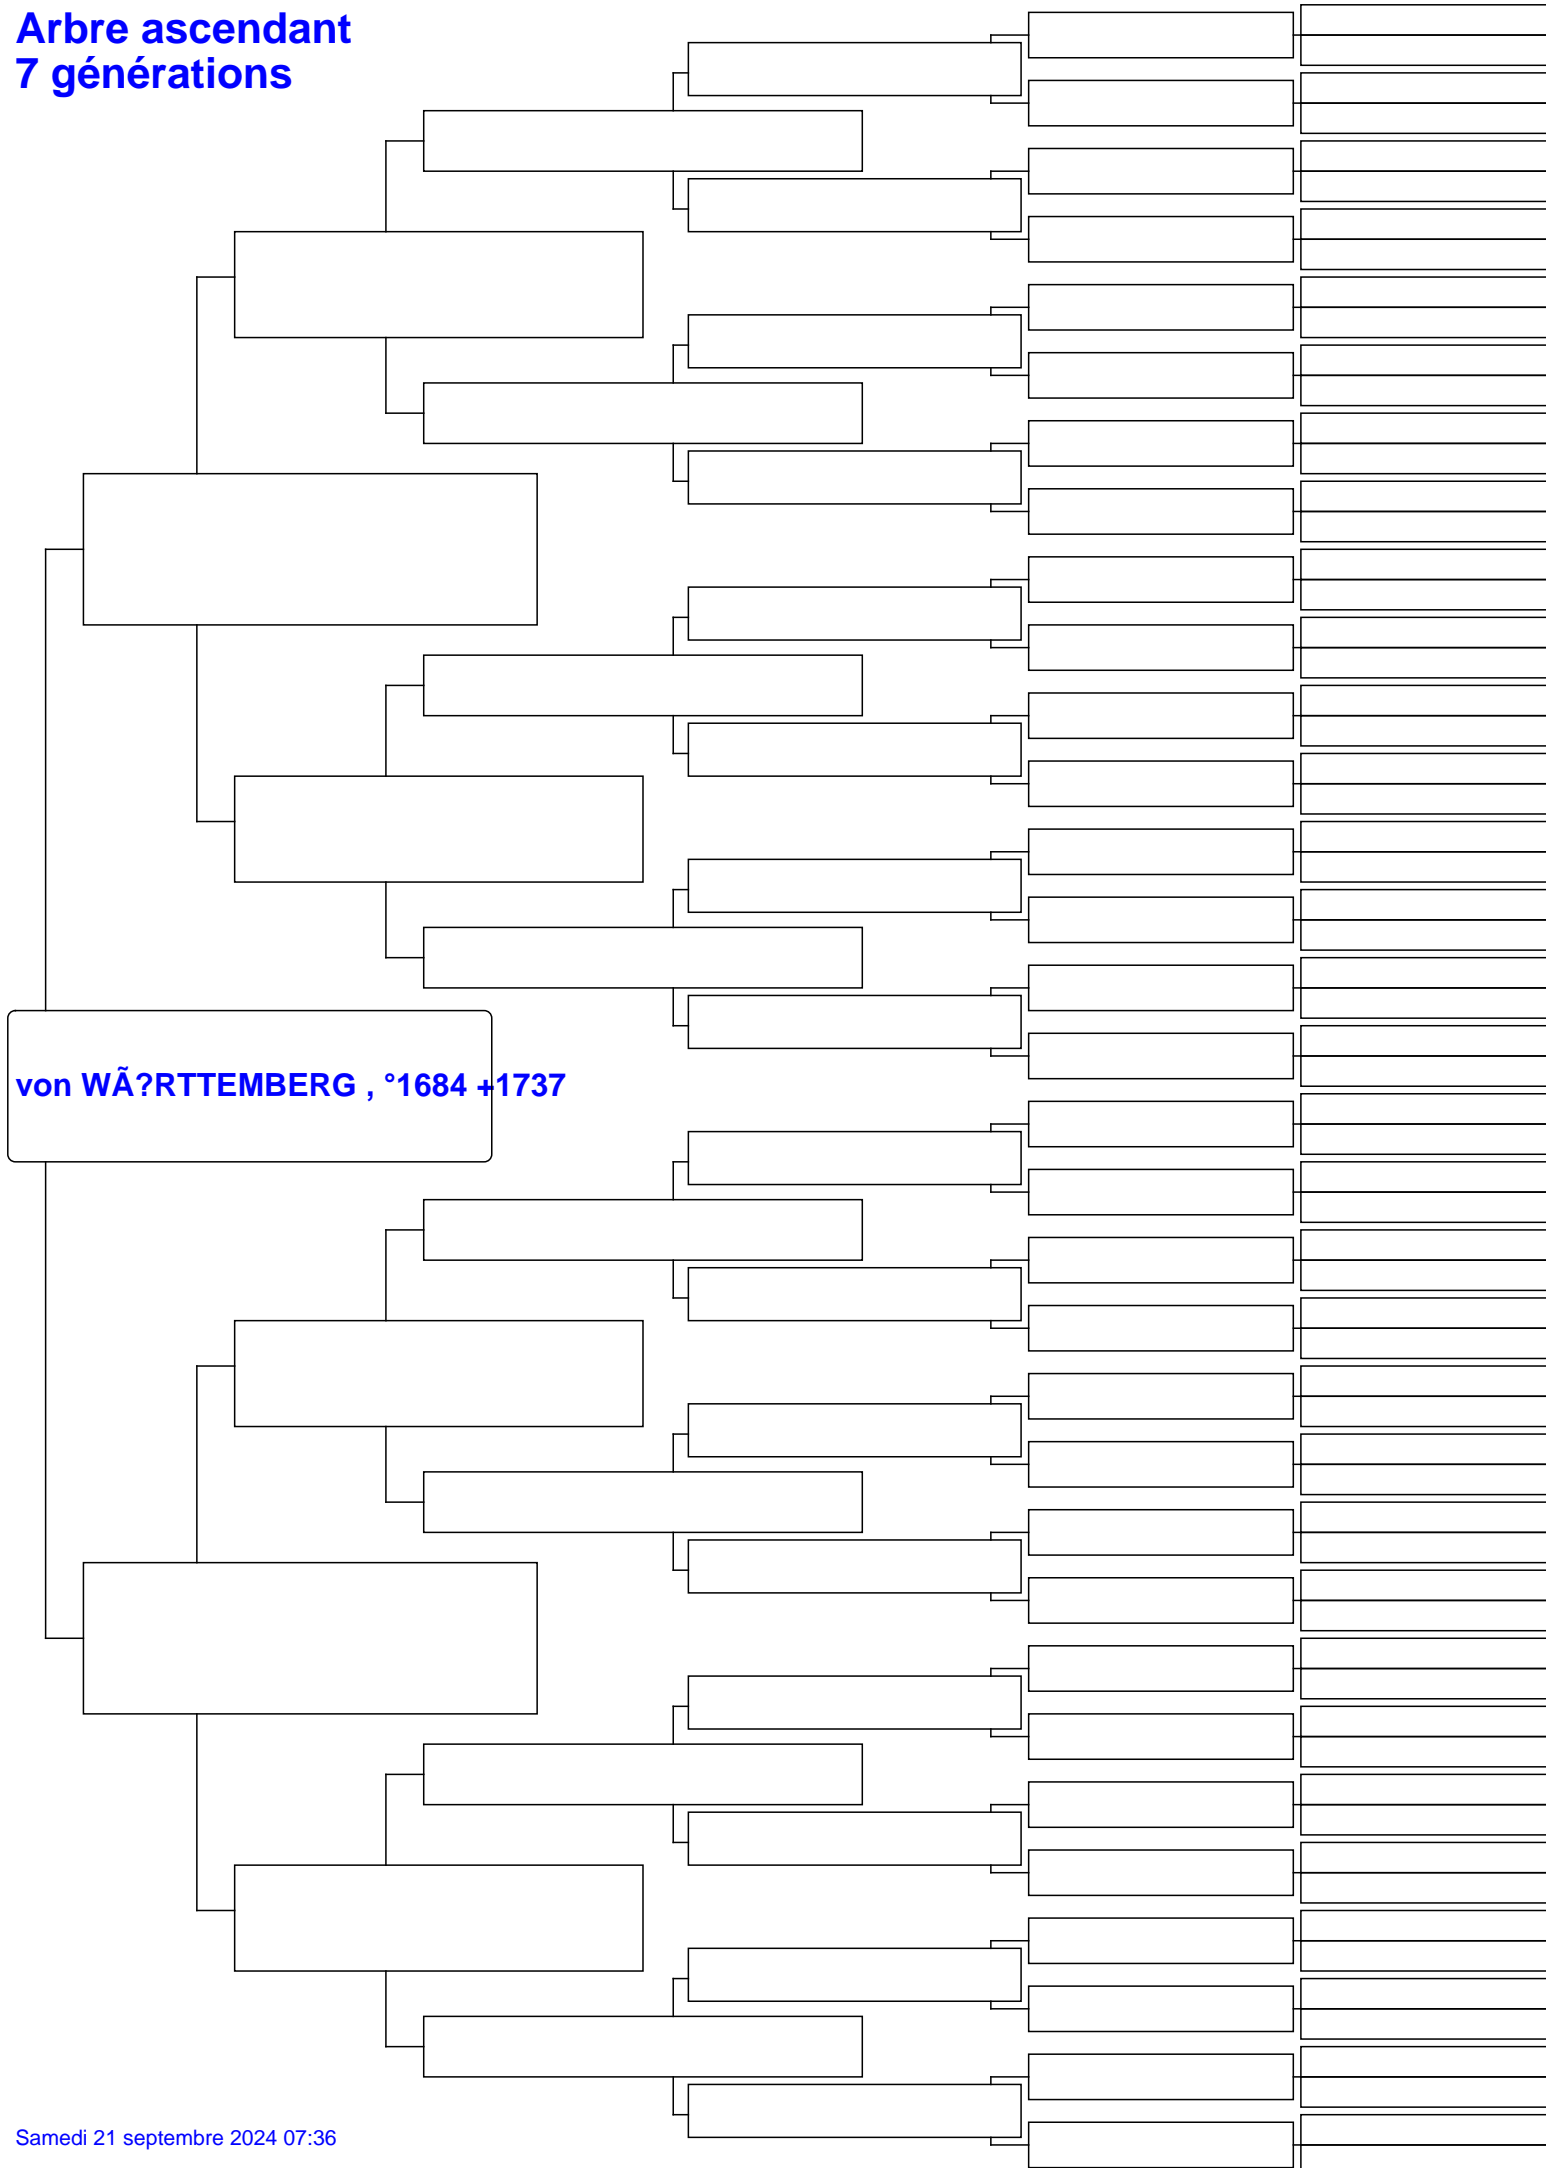 Arbre ascendant
7 générations
von WÃ?RTTEMBERG , °1684 +1737
Samedi 21 septembre 2024 07:36